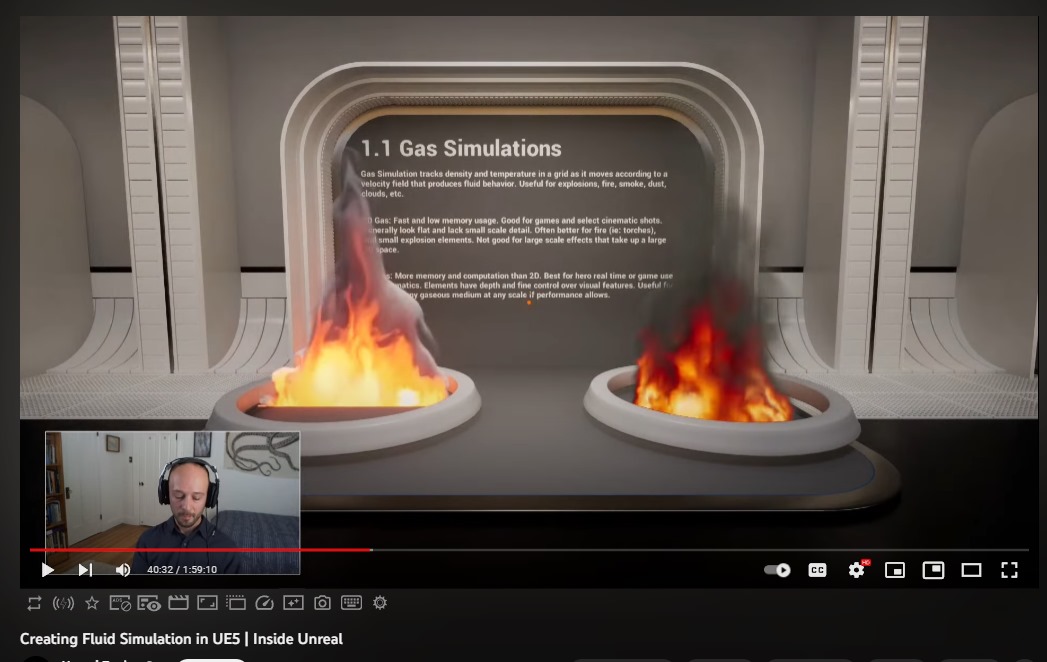 1.1 Gas Simulations
Gas Simulation tracks density and temperature in a grid as it moves according to a
velocity field that produces fluid behavior. Useful for explosions, fire, smoke, dust,
clouds, etc.
Gas: Fast and low memory usage. Good for games and select cinematic shots.
look flat and lack small scale detail. Often better for fire (ie: torches),
small explosion elements. Not good for large scale effects that take up a large
space.
More memory and computation than 2D. Best for hero real time or game use
Elements have depth and fine control over visual features. Useful
gaseous medium at any scale if performance allows.
40:32 / 1:59:10
CC
HD
ADS
Creating Fluid Simulation in UE5 | Inside Unreal